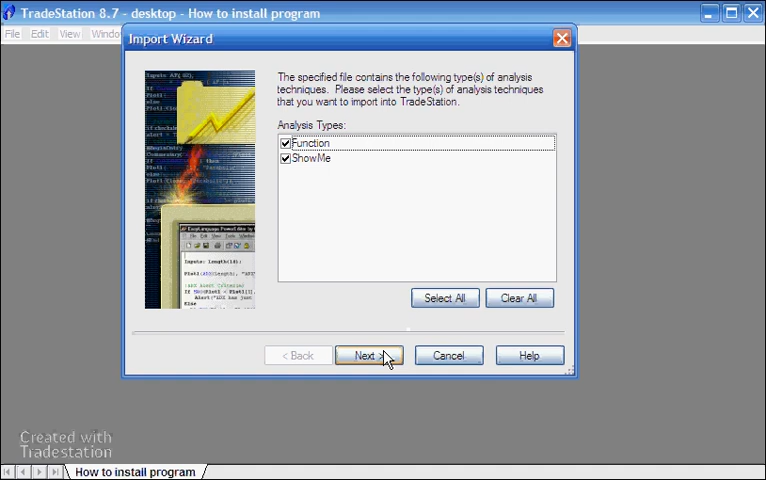 TradeStation 8.7 - desktop - How to install program
File Edit View Window
Import Wizard
The specified file contains the following type(s) of analysis
techniques. Please select the type(s) of analysis techniques
that you want to import into TradeStation.
Analysis Types:
Function
ShowMe
Select All
Clear All
< Back
Next >
Cancel
Help
Created with
Tradestation
How to install program